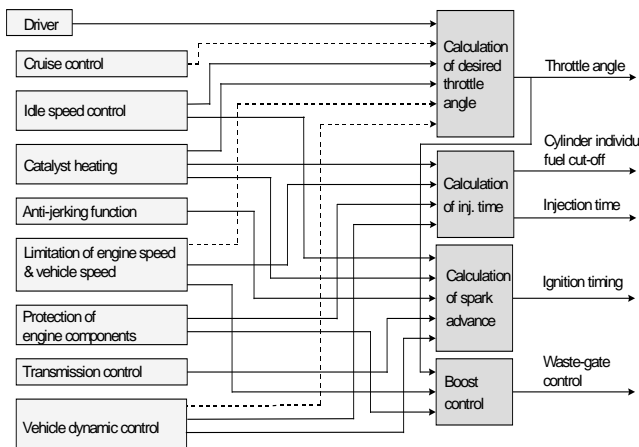 Driver
Cruise control
Idle speed control
Catalyst heating
Anti-jerking function
Limitation of engine speed
& vehicle speed
Protection of
engine components
Transmission control
Vehicle dynamic control
Calculation
of desired
throttle
angle
Calculation
of inj. time
Calculation
of spark
advance
Boost
control
Throttle angle
Cylinder individu
fuel cut-off
Injection time
Ignition timing
Waste-gate
control